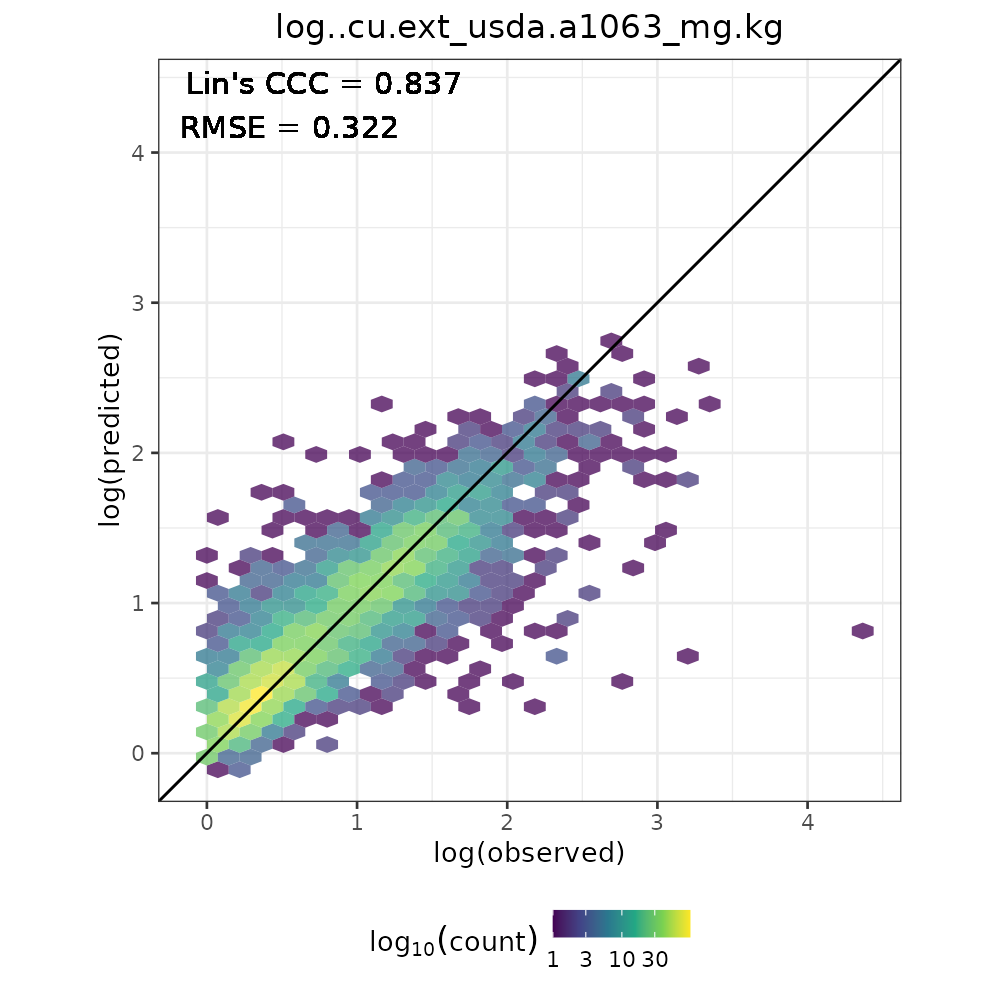 log..cu.ext_usda.a1063_mg.kg
Lin's CCC = 0.837
RMSE = 0.322
4
3
2
1
0
log(predicted)
0 1 2 3 4
log(observed)
log10(count)
1 3 10 30